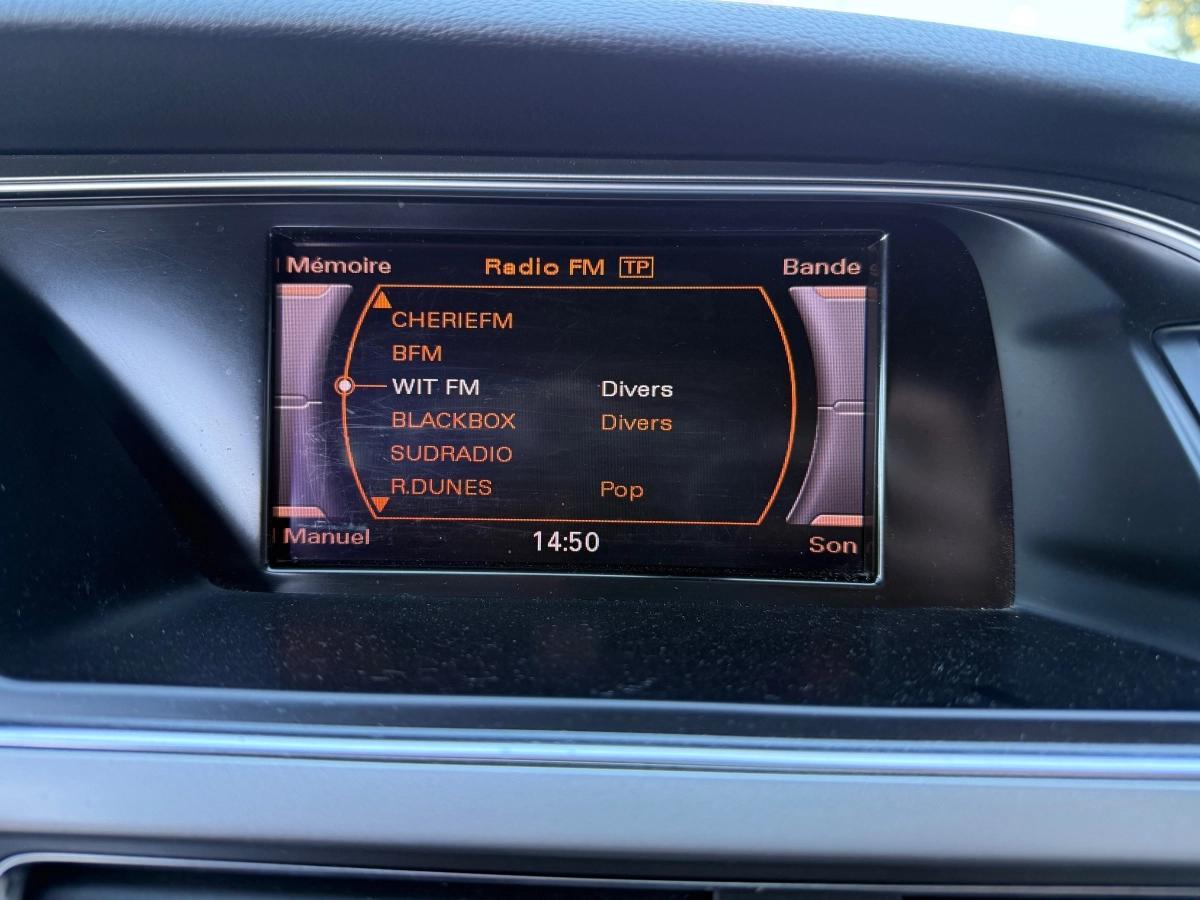 Mémoire Radio FM TP Bande
CHERIEFM
BFM
WIT FM Divers
BLACKBOX Divers
SUDRADIO
R.DUNES Pop
Manuel 14:50 Son